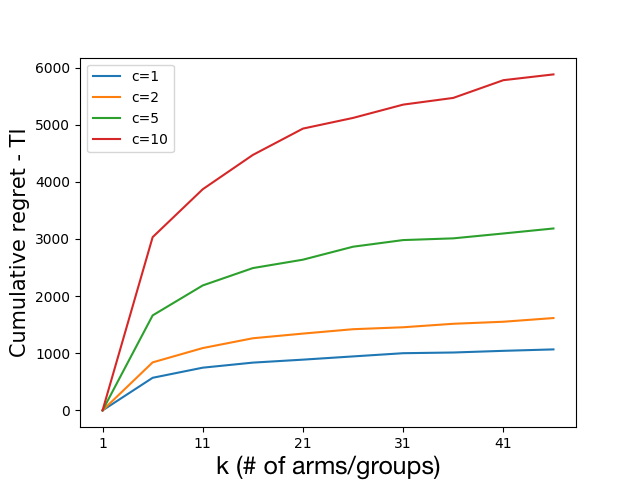 c=1
c=2
c=5
c=10
6000
5000
4000
3000
2000
1000
0
Cumulative regret - TI
1 11 21 31 41
k (# of arms/groups)